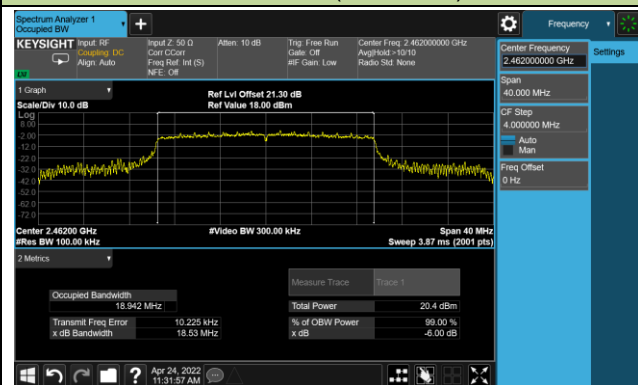 Spectrum Analyzer 1
Occupied BW
+
Frequency
KEYSIGHT
Input: RF
Coupling: DC
Align: Auto
Input Z: 50 Ω
Corr CCorr
Freq Ref: Int (S)
NFE: Off
Atten: 10 dB
Trig: Free Run
Gate: Off
#IF Gain: Low
Center Freq: 2.462000000 GHz
Avg|Hold:>10/10
Radio Std: None
Center Frequency
2.462000000 GHz
Settings
Span
40.000 MHz
CF Step
4.000000 MHz
Auto
Man
Freq Offset
0 Hz
1 Graph
Scale/Div 10.0 dB
Ref Lvl Offset 21.30 dB
Ref Value 18.00 dBm
Log
8.00
-2.00
-12.0
-22.0
-32.0
-42.0
-52.0
-62.0
-72.0
Center 2.46200 GHz
#Video BW 300.00 kHz
Span 40 MHz
#Res BW 100.00 kHz
Sweep 3.87 ms (2001 pts)
2 Metrics
Measure Trace
Trace 1
Occupied Bandwidth
18.942 MHz
Total Power
20.4 dBm
Transmit Freq Error
10.225 kHz
% of OBW Power
99.00 %
x dB Bandwidth
18.53 MHz
x dB
-6.00 dB
?
Apr 24, 2022
11:31:57 AM